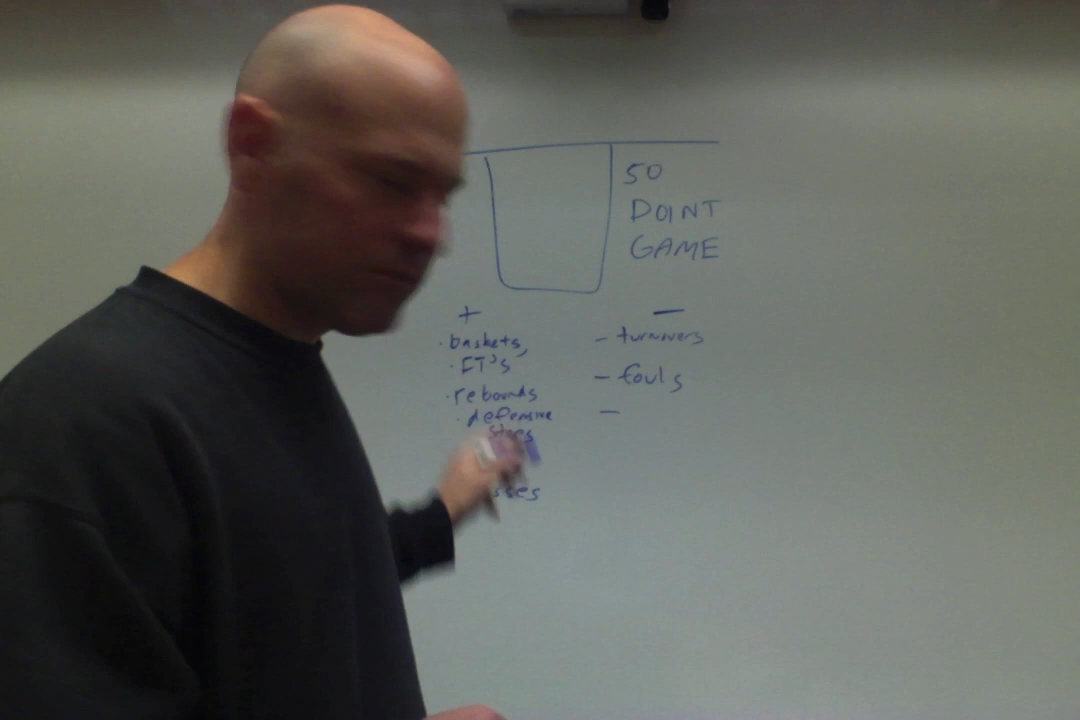 50
POINT
GAME
+
· baskets,
· FT's
· rebounds
· defensive
stops
−
- turnovers
- fouls
-